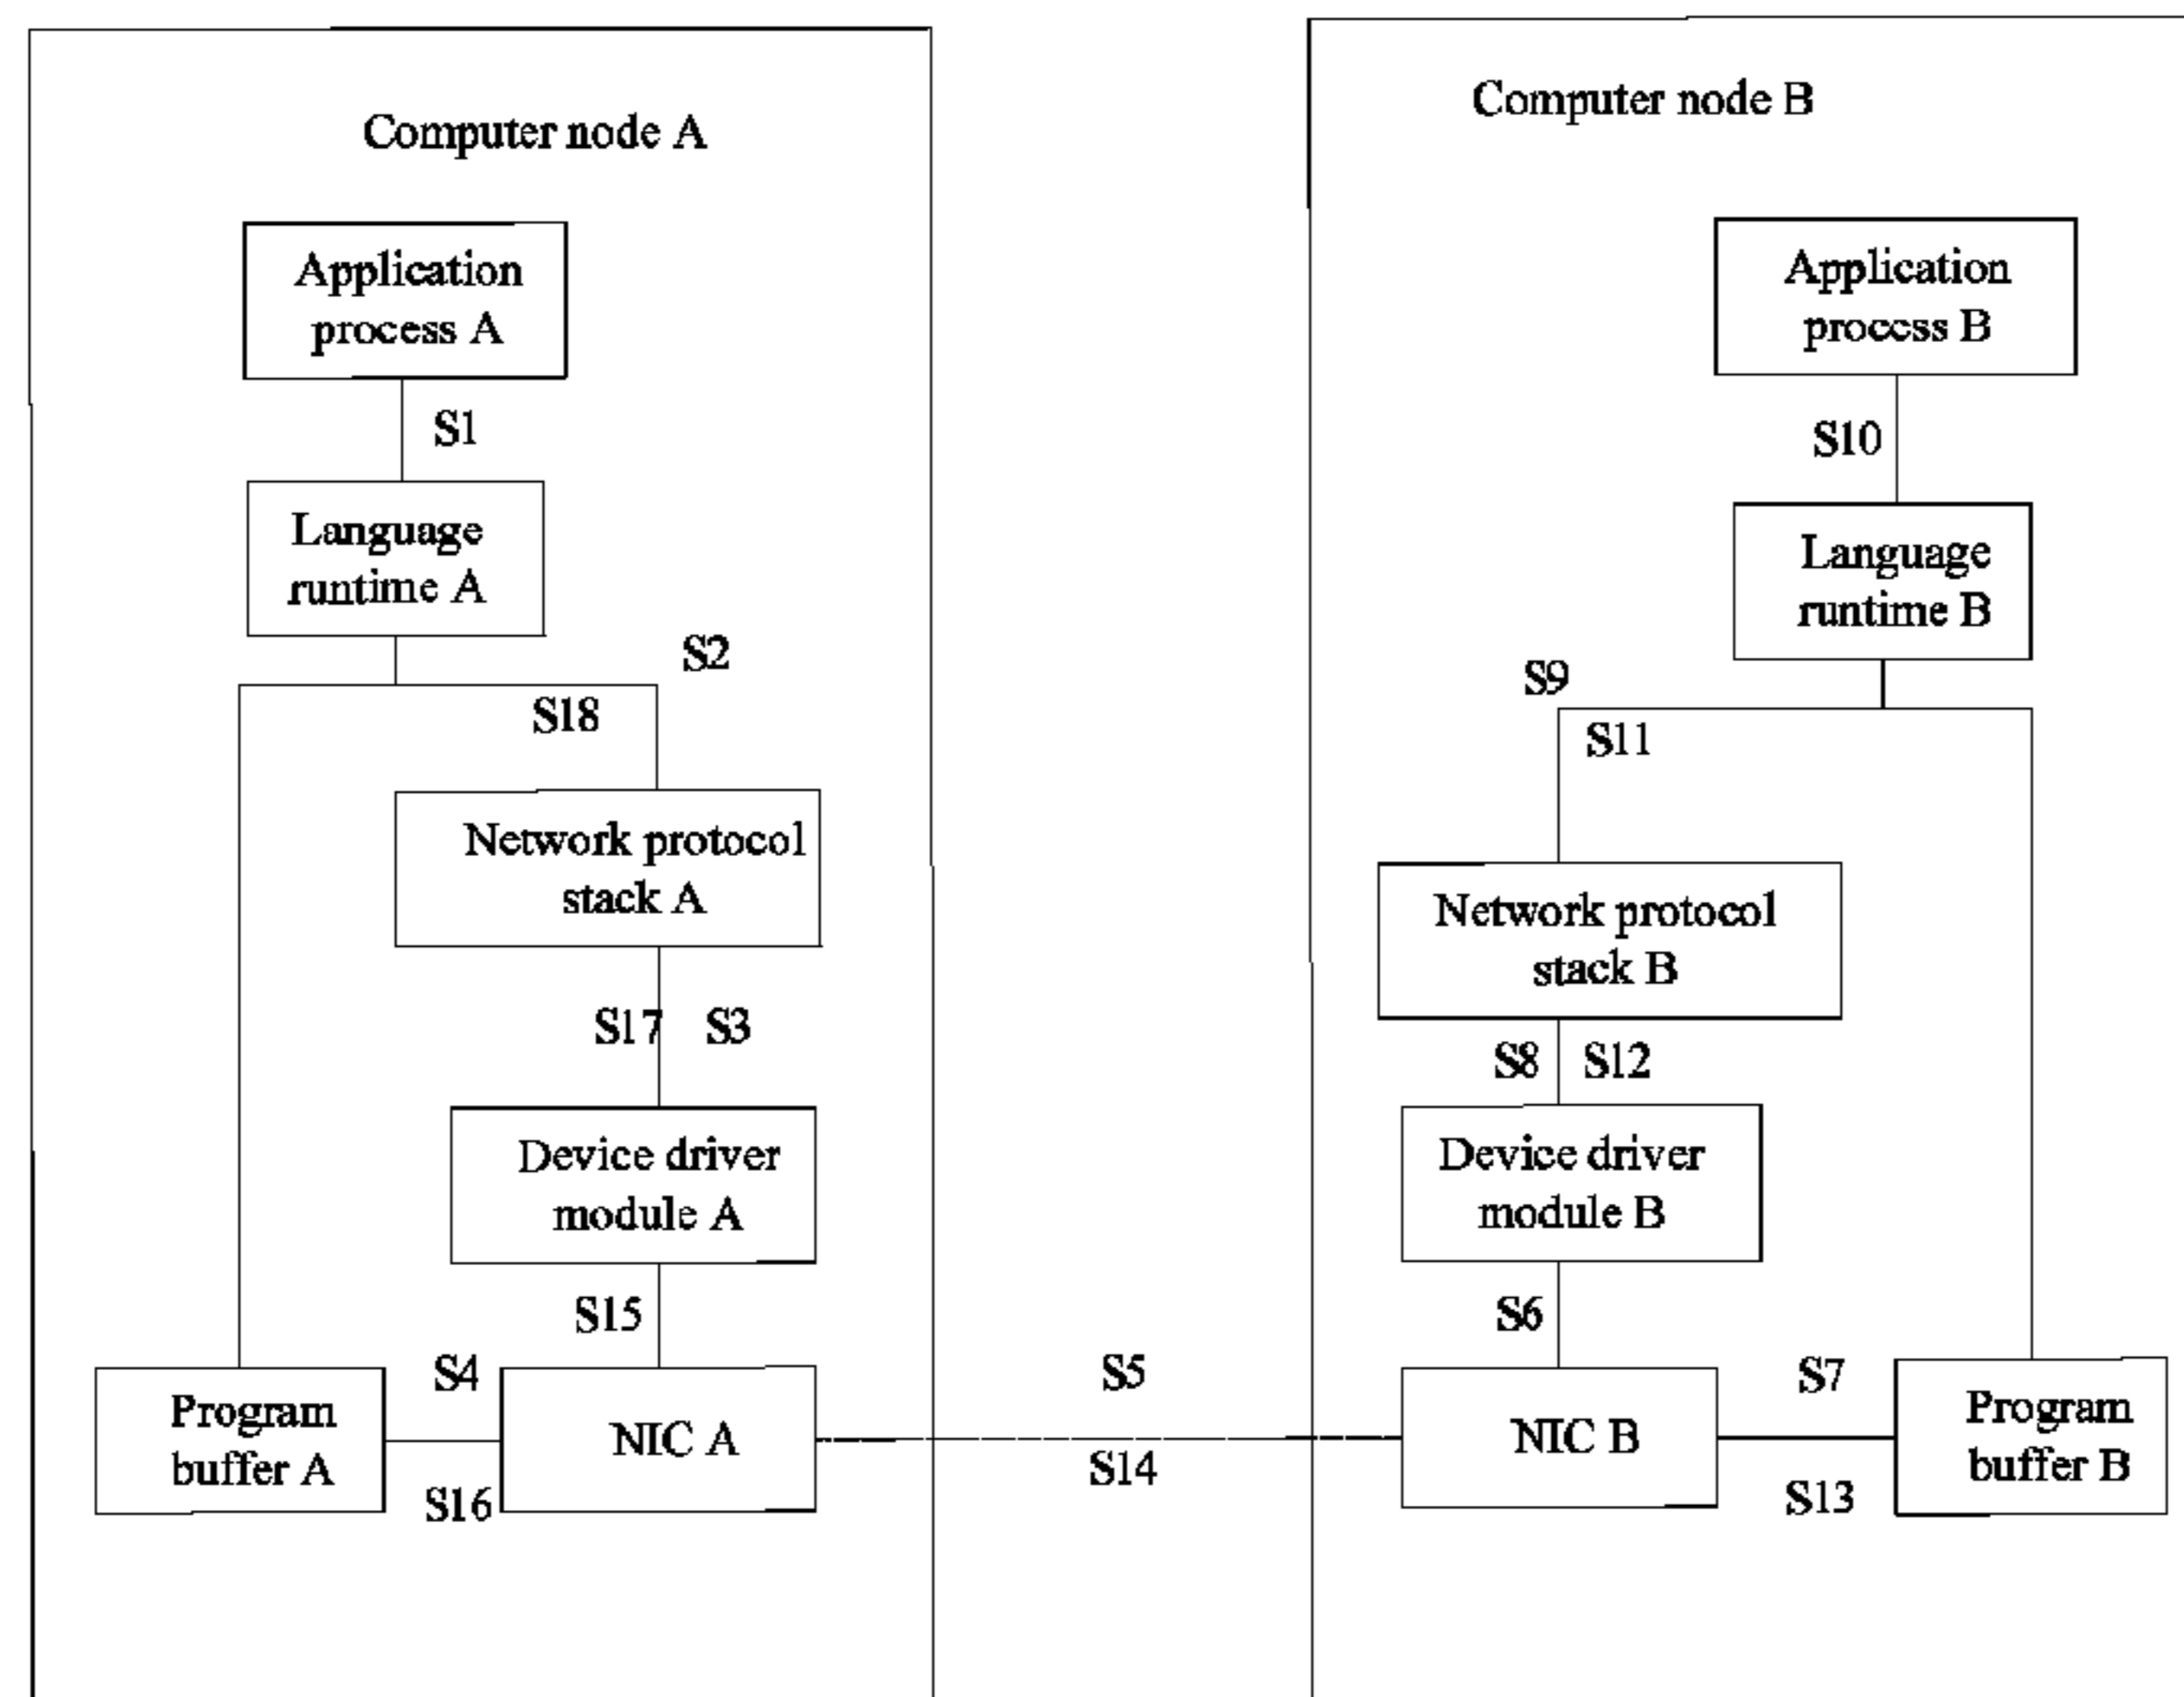 Computer node A
Application
process A
S1
Language
runtime A
S2
S18
Network protocol
stack A
S17
S3
Device driver
module A
S15
S4
Program
buffer A
S16
NIC A
S5
S14
Computer node B
Application
process B
S10
Language
runtime B
S9
S11
Network protocol
stack B
S8
S12
Device driver
module B
S6
NIC B
S7
S13
Program
buffer B